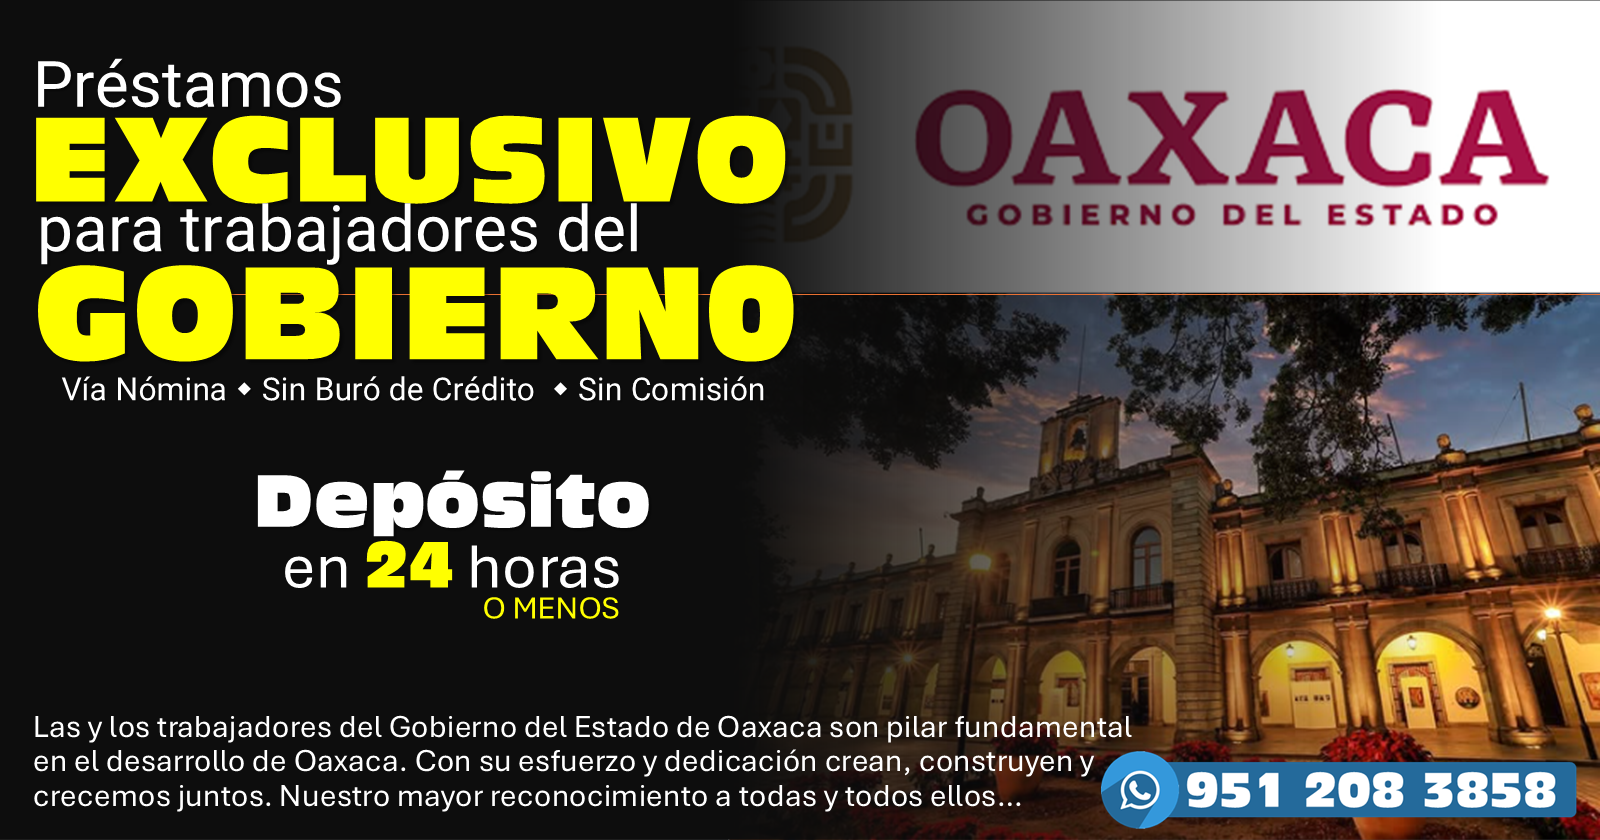 Préstamos
EXCLUSIVO
para trabajadores del
GOBIERNO
Vía Nómina ◆ Sin Buró de Crédito ◆ Sin Comisión
Depósito
en 24 horas
O MENOS
OAXACA
GOBIERNO DEL ESTADO
Las y los trabajadores del Gobierno del Estado de Oaxaca son pilar fundamental
en el desarrollo de Oaxaca. Con su esfuerzo y dedicación crean, construyen y
crecemos juntos. Nuestro mayor reconocimiento a todas y todos ellos...
951 208 3858